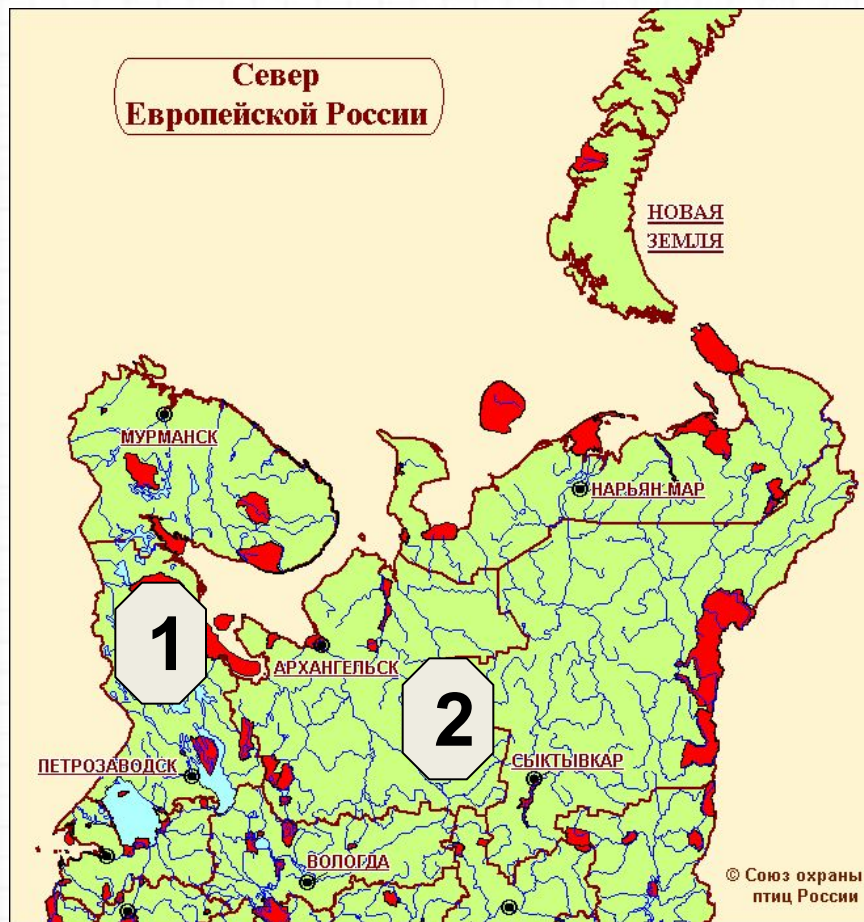 Север
Европейской России
НОВАЯ
ЗЕМЛЯ
МУРМАНСК
НАРЬЯН-МАР
1
АРХАНГЕЛЬСК
2
ПЕТРОЗАВОДСК
СЫКТЫВКАР
ВОЛОГДА
© Союз охраны
птиц России